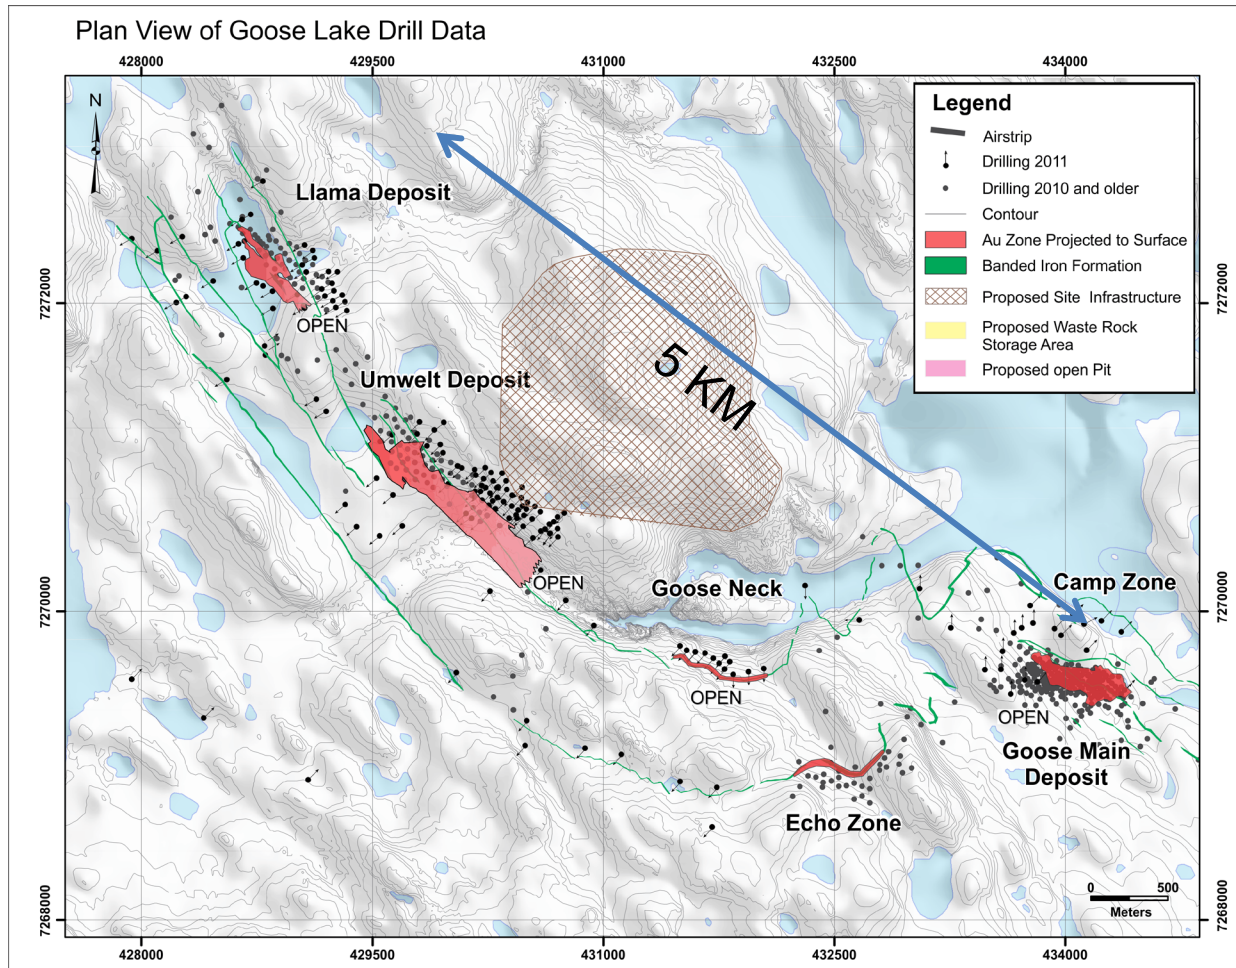 Plan View of Goose Lake Drill Data
428000 429500 431000 432500 434000
N
Legend
Airstrip
Drilling 2011
Drilling 2010 and older
Contour
Au Zone Projected to Surface
Banded Iron Formation
Proposed Site Infrastructure
Proposed Waste Rock
Storage Area
Proposed open Pit
Llama Deposit
7272000 7272000
OPEN
5 KM
Umwelt Deposit
OPEN
Goose Neck
Camp Zone
7270000 7270000
OPEN
OPEN
Goose Main
Deposit
Echo Zone
0 500
Meters
7268000 7268000
428000 429500 431000 432500 434000